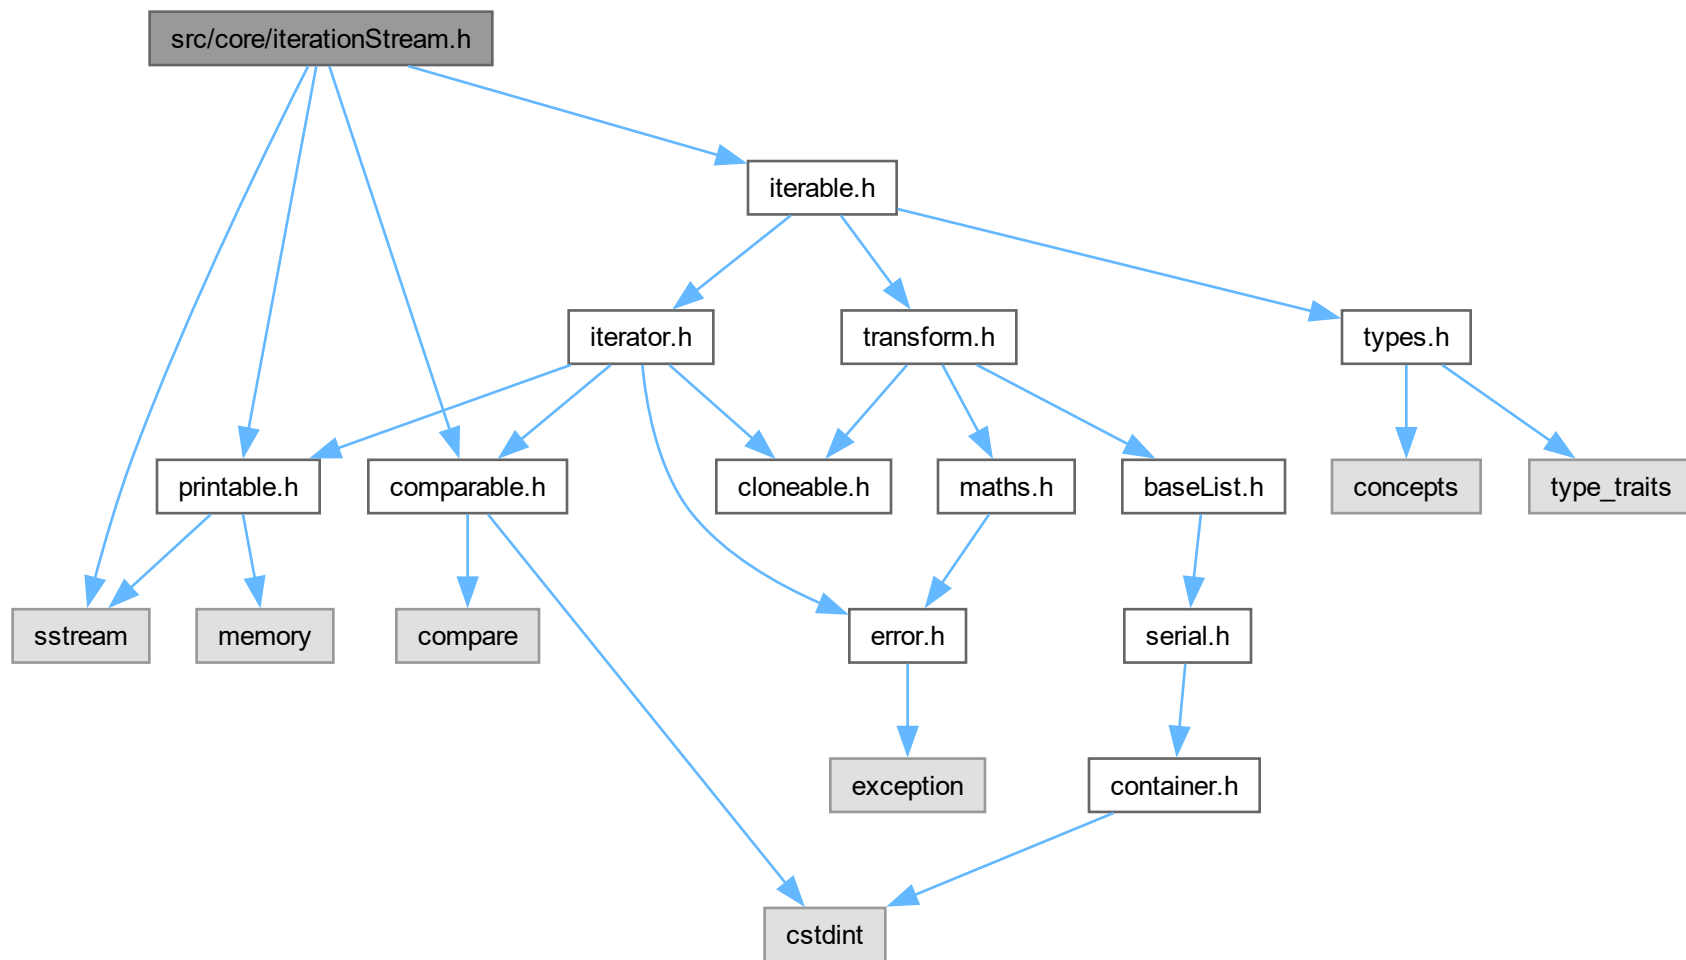 src/core/iterationStream.h
iterable.h
iterator.h
transform.h
types.h
printable.h
comparable.h
cloneable.h
maths.h
baseList.h
concepts
type_traits
sstream
memory
compare
error.h
serial.h
exception
container.h
cstdint